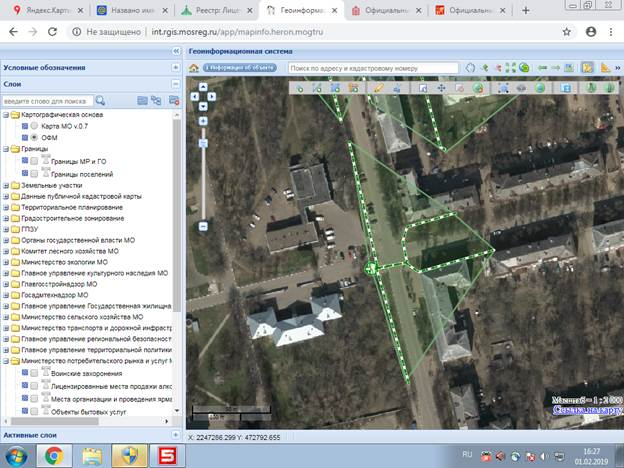 Яндекс.Карты
Названо имя
Реестр: Лицен
Геоинформац
Официальны
Официальны
Не защищено | int.rgis.mosreg.ru/app/mapinfo.heron.mogtru
Геоинформационная система
Условные обозначения
Информация об объекте
Поиск по адресу и кадастровому номеру
Слои
введите слово для поиска
Картографическая основа
Карта МО v.0.7
ОФМ
Границы
Границы МР и ГО
Границы поселений
Земельные участки
Данные публичной кадастровой карты
Территориальное планирование
Градостроительное зонирование
ГПЗУ
Органы государственной власти МО
Комитет лесного хозяйства МО
Министерство экологии МО
Главное управление культурного наследия МО
Главгосстройнадзор МО
Госадмтехнадзор МО
Главное управление Государственная жилищна
Министерство сельского хозяйства МО
Министерство транспорта и дорожной инфраст
Главное управление региональной безопасност
Главное управление территориальной политики
Министерство потребительского рынка и услуг М
Воинские захоронения
Лицензированные места продажи алко
Места организации и проведения ярма
Объекты бытовых услуг
Активные слои
Масштаб = 1 : 2 000
Ссылка на карту
X: 2247286.299 Y: 472792.655
RU
16:27
01.02.2019